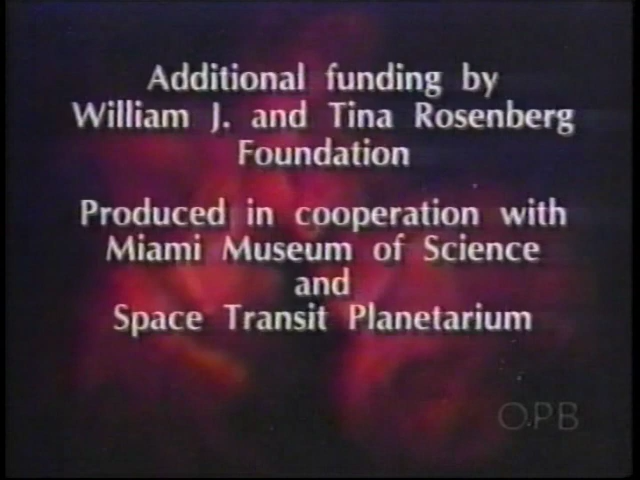 Additional funding by
William J. and Tina Rosenberg
Foundation
Produced in cooperation with
Miami Museum of Science
and
Space Transit Planetarium
OPB